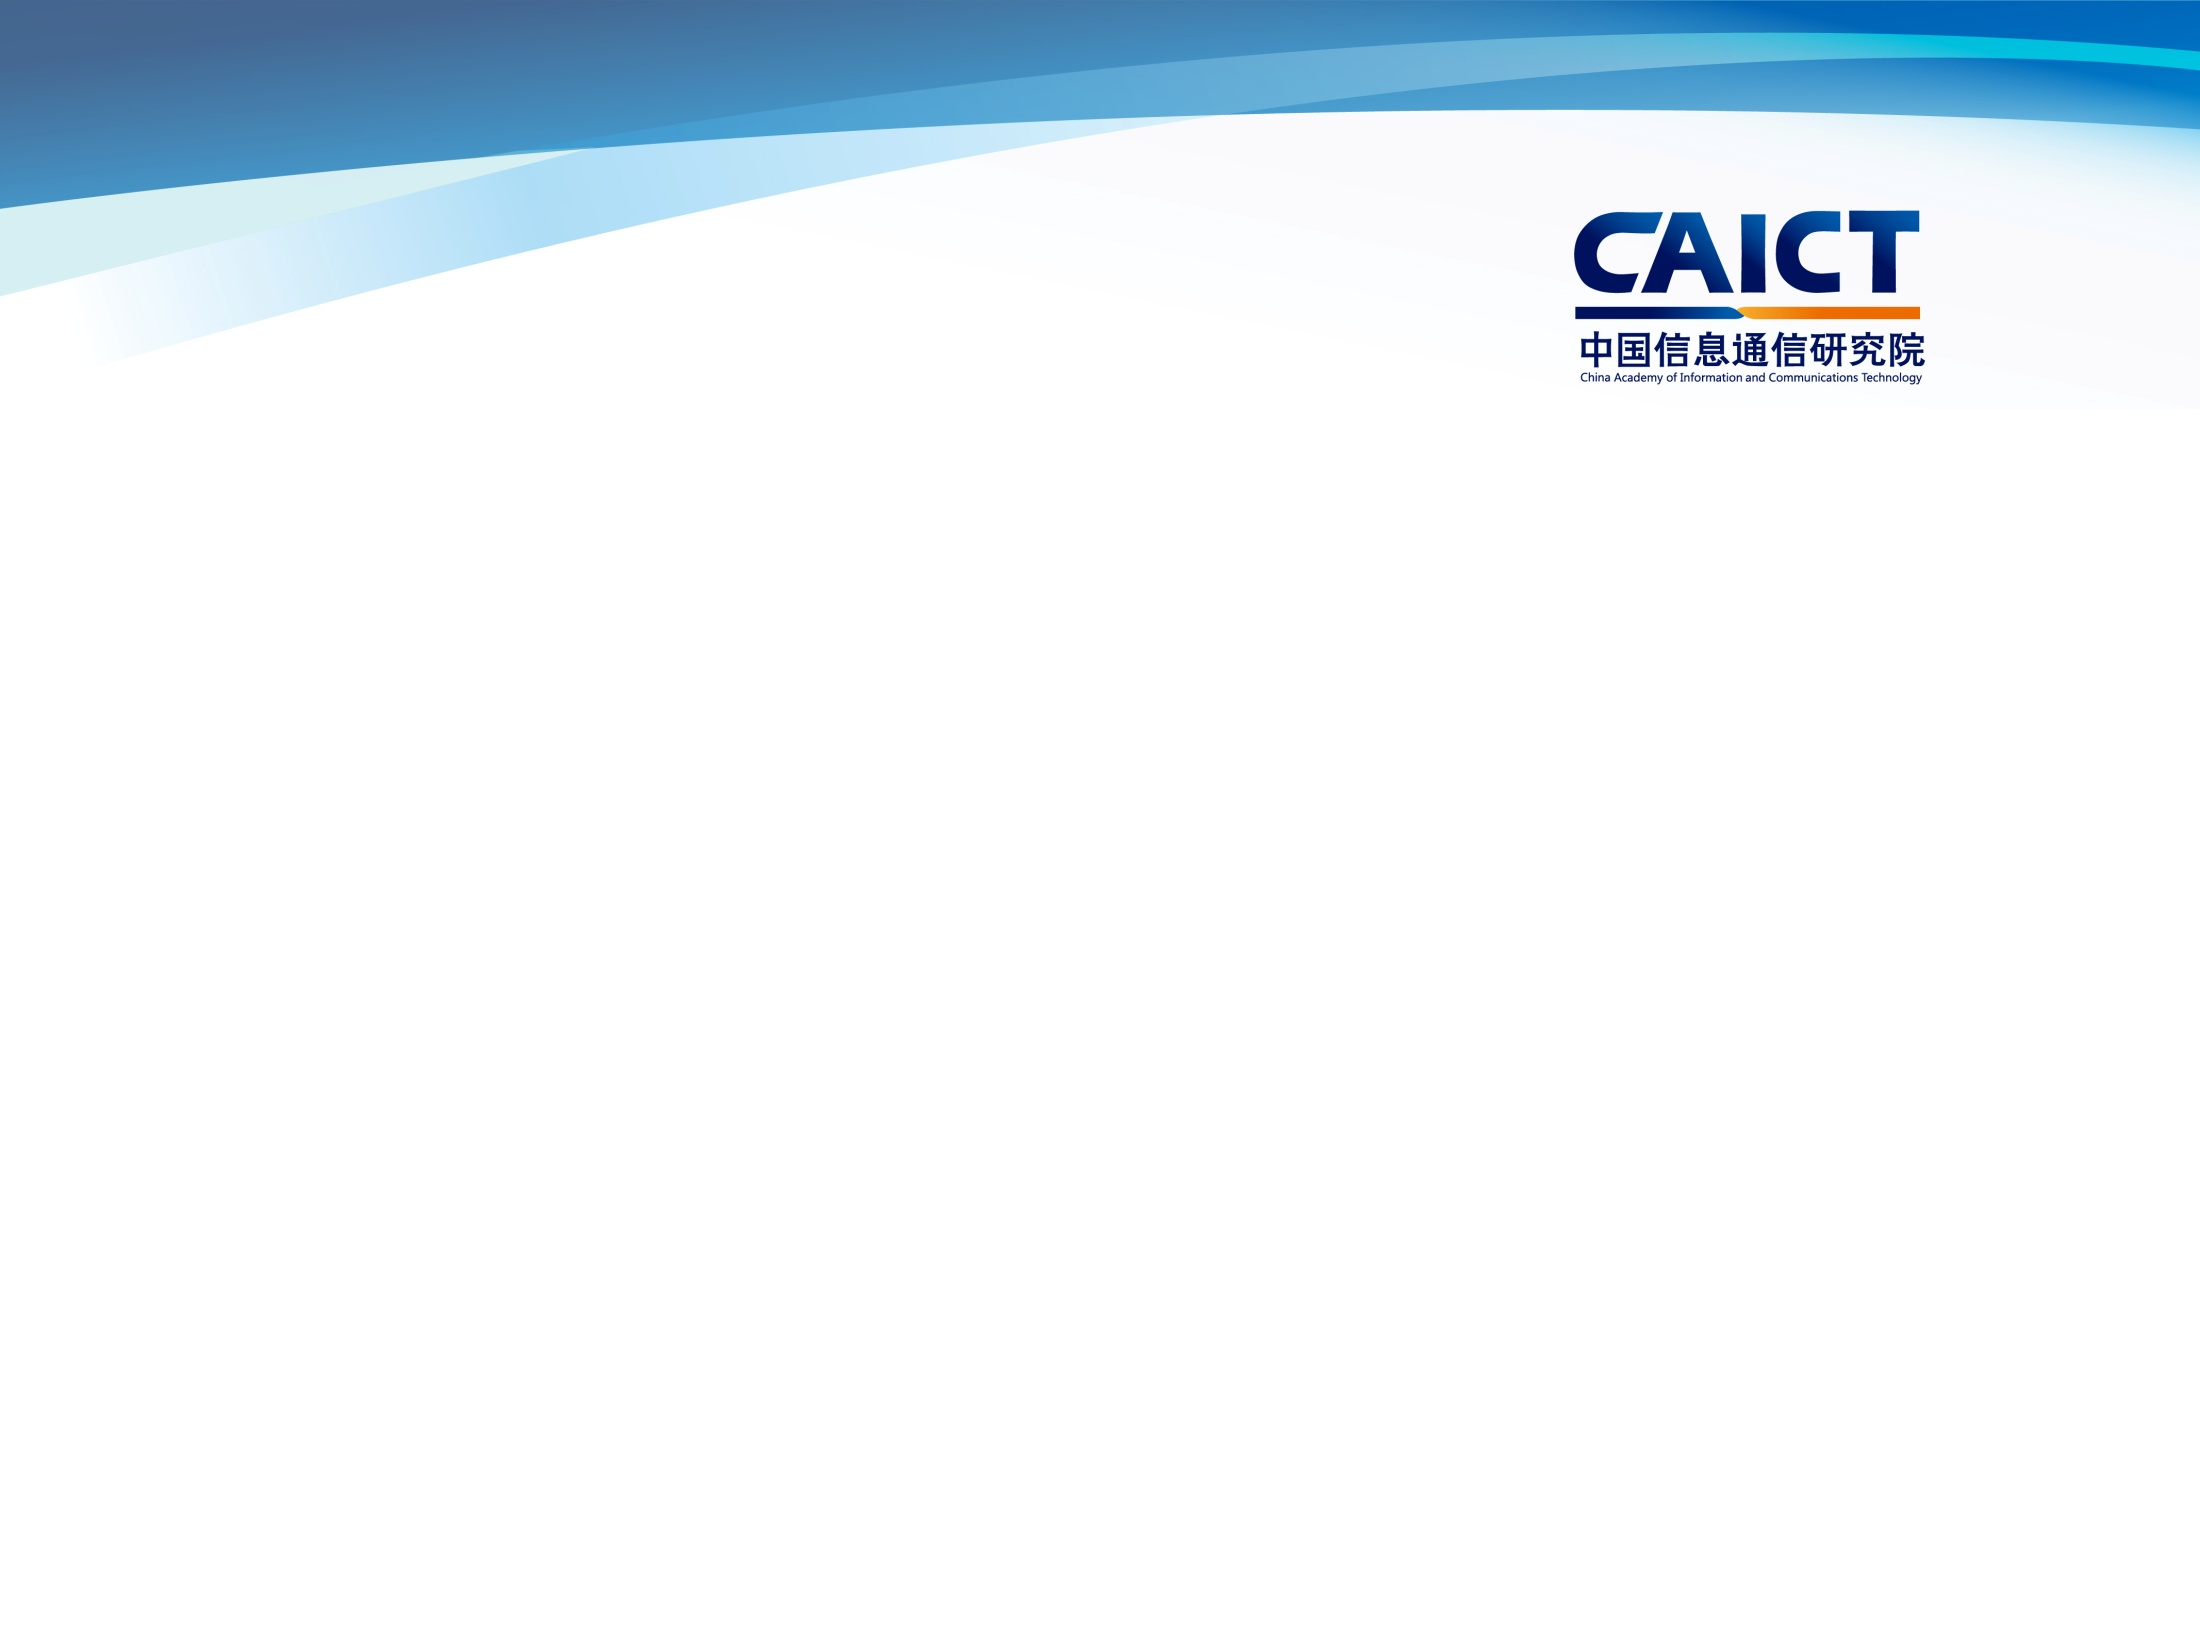 CAICT
中国信息通信研究院
China Academy of Information and Communications Technology